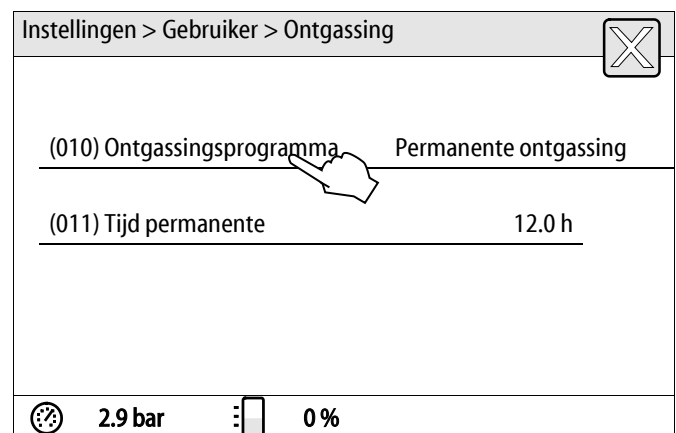 Instellingen > Gebruiker > Ontgassing
(010) Ontgassingsprogramma Permanente ontgassing
(011) Tijd permanente 12.0 h
2.9 bar 0 %